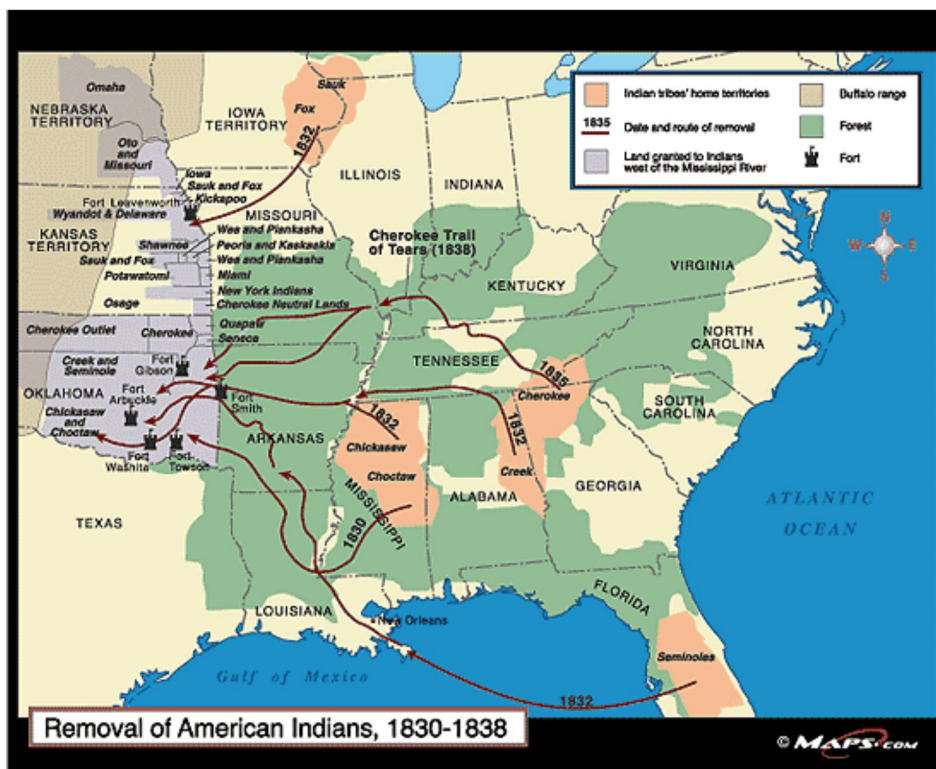 Omaha
NEBRASKA
TERRITORY
Oto
and
Missouri
IOWA
TERRITORY
Sauk
Fox
1832
Iowa
Sauk and Fox
Kickapoo
Fort Leavenworth
Wyandot & Delaware
KANSAS
TERRITORY
MISSOURI
Wea and Piankasha
Shawnee
Peoria and Kaskaskia
Sauk and Fox
Wea and Piankasha
Potawatomi
Miami
New York Indians
Osage
Cherokee Neutral Lands
Cherokee Outlet
Cherokee
Quapaw
Seneca
Creek and
Seminole
Fort
Gibson
OKLAHOMA
Fort
Arbuckle
Fort
Smith
Chickasaw
and
Choctaw
Fort
Washita
Fort
Towson
ARKANSAS
TEXAS
ILLINOIS
INDIANA
Cherokee Trail
of Tears (1838)
KENTUCKY
VIRGINIA
TENNESSEE
NORTH
CAROLINA
1835
Cherokee
SOUTH
CAROLINA
1832
Chickasaw
Choctaw
1832
Creek
MISSISSIPPI
1830
ALABAMA
GEORGIA
LOUISIANA
New Orleans
FLORIDA
Seminoles
1832
Gulf of Mexico
ATLANTIC
OCEAN
Indian tribes' home territories
1835
Date and route of removal
Land granted to Indians
west of the Mississippi River
Buffalo range
Forest
Fort
N
W
E
S
Removal of American Indians, 1830-1838
© MAPS.COM